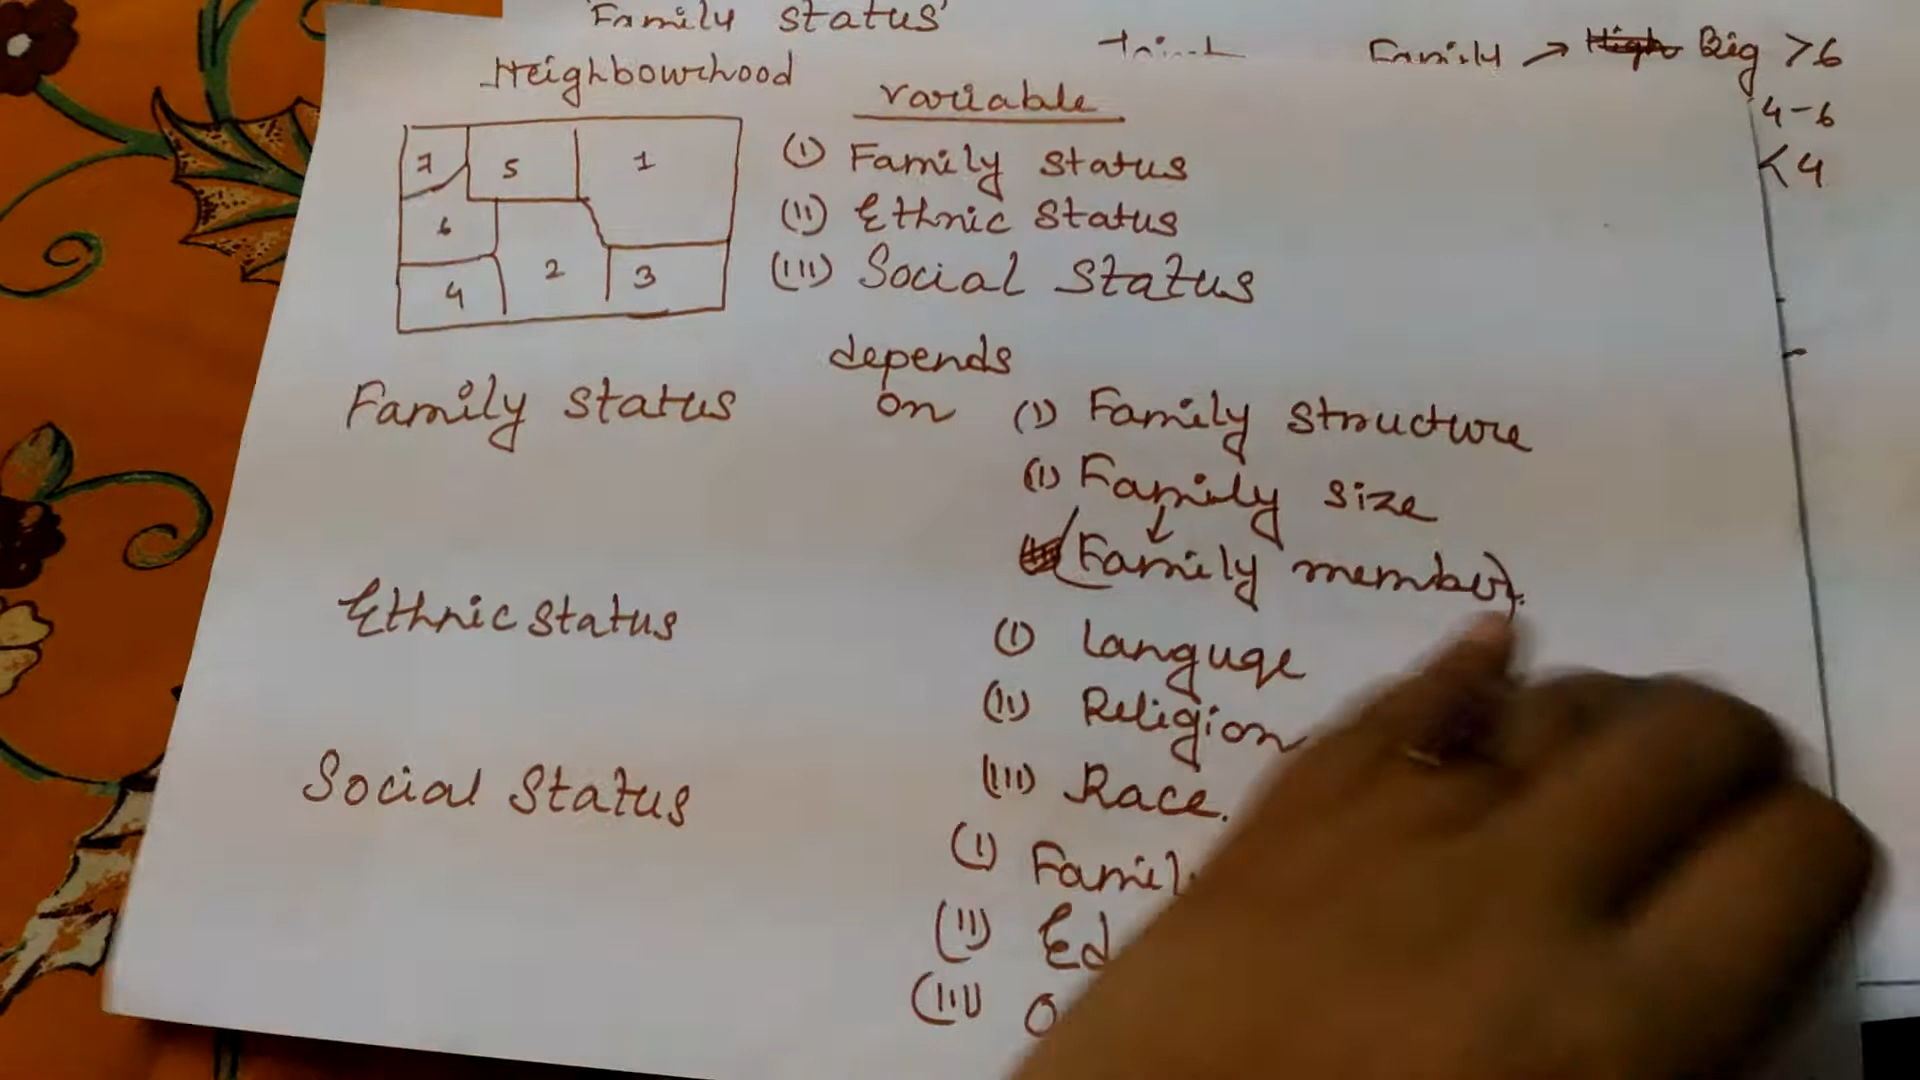 Family status'
Family → High Big >6
4-6
<4
Neighbourhood
variable
7 5 1
6 2 3
4
(I) Family status
(II) Ethnic status
(III) Social status
Family status depends on (I) Family structure
(II) Family size
↓
(Family member)
Ethnic status
(I) Languge
(II) Religion
(III) Race.
Social status
(I)
(II)
(III)